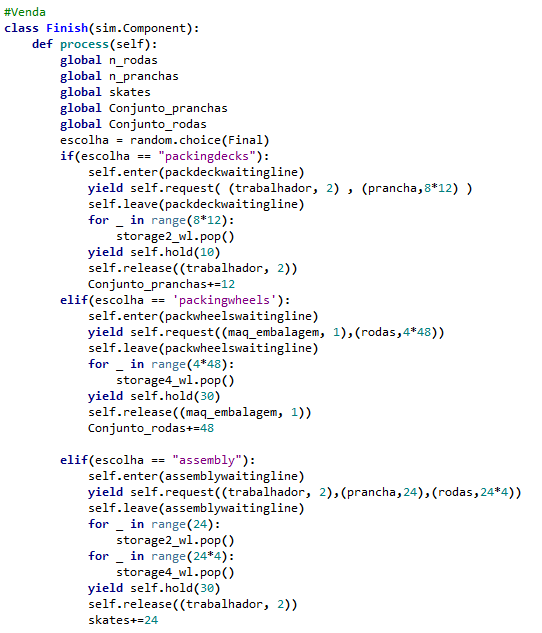 #Venda
class Finish(sim.Component):
    def process(self):
        global n_rodas
        global n_pranchas
        global skates
        global Conjunto_pranchas
        global Conjunto_rodas
        escolha = random.choice(Final)
        if(escolha == "packingdecks"):
            self.enter(packdeckwaitingline)
            yield self.request( (trabalhador, 2) , (prancha,8*12) )
            self.leave(packdeckwaitingline)
            for _ in range(8*12):
                storage2_wl.pop()
            yield self.hold(10)
            self.release((trabalhador, 2))
            Conjunto_pranchas+=12
        elif(escolha == 'packingwheels'):
            self.enter(packwheelswaitingline)
            yield self.request((maq_embalagem, 1),(rodas,4*48))
            self.leave(packwheelswaitingline)
            for _ in range(4*48):
                storage4_wl.pop()
            yield self.hold(30)
            self.release((maq_embalagem, 1))
            Conjunto_rodas+=48

        elif(escolha == "assembly"):
            self.enter(assemblywaitingline)
            yield self.request((trabalhador, 2),(prancha,24),(rodas,24*4))
            self.leave(assemblywaitingline)
            for _ in range(24):
                storage2_wl.pop()
            for _ in range(24*4):
                storage4_wl.pop()
            yield self.hold(30)
            self.release((trabalhador, 2))
            skates+=24